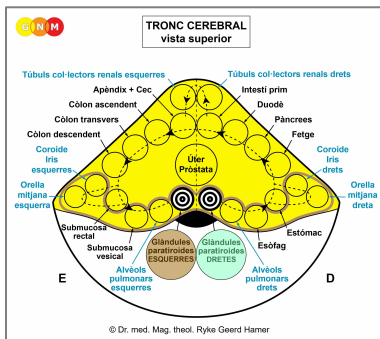 G N M
TRONC CEREBRAL
vista superior
Túbuls col·lectors renals esquerres
Túbuls col·lectors renals drets
Apèndix + Cec
Intestí prim
Còlon ascendent
Duodè
Còlon transvers
Pàncrees
Còlon descendent
Fetge
Coroide
Iris
esquerres
Coroide
Iris
drets
Úter
Pròstata
Orella
mitjana
esquerra
Orella
mitjana
dreta
Submucosa
rectal
Estómac
Submucosa
vesical
Esòfag
Glàndules
paratiroides
ESQUERRES
Glàndules
paratiroides
DRETES
Alvèols
pulmonars
esquerres
Alvèols
pulmonars
drets
E
D
© Dr. med. Mag. theol. Ryke Geerd Hamer